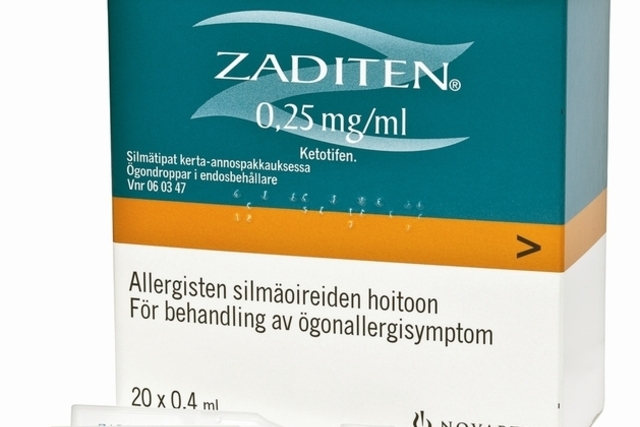 ZADITEN®
0,25 mg/ml
Ketotifen.
Silmätipat kerta-annospakkauksessa
Ögondroppar i endosbehållare
Vnr 06 03 47
>
Allergisten silmäoireiden hoitoon
För behandling av ögonallergisymptom
20 x 0,4 ml